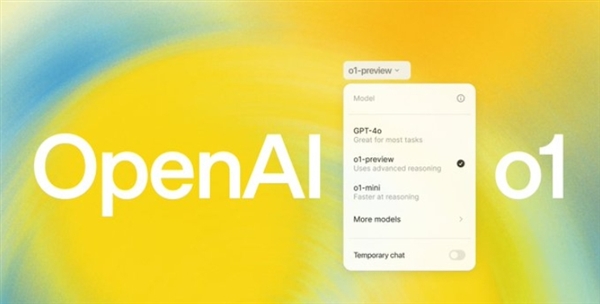 OpenAI o1
o1-preview
Model
GPT-4o
Great for most tasks
o1-preview
Uses advanced reasoning
o1-mini
Faster at reasoning
More models
Temporary chat